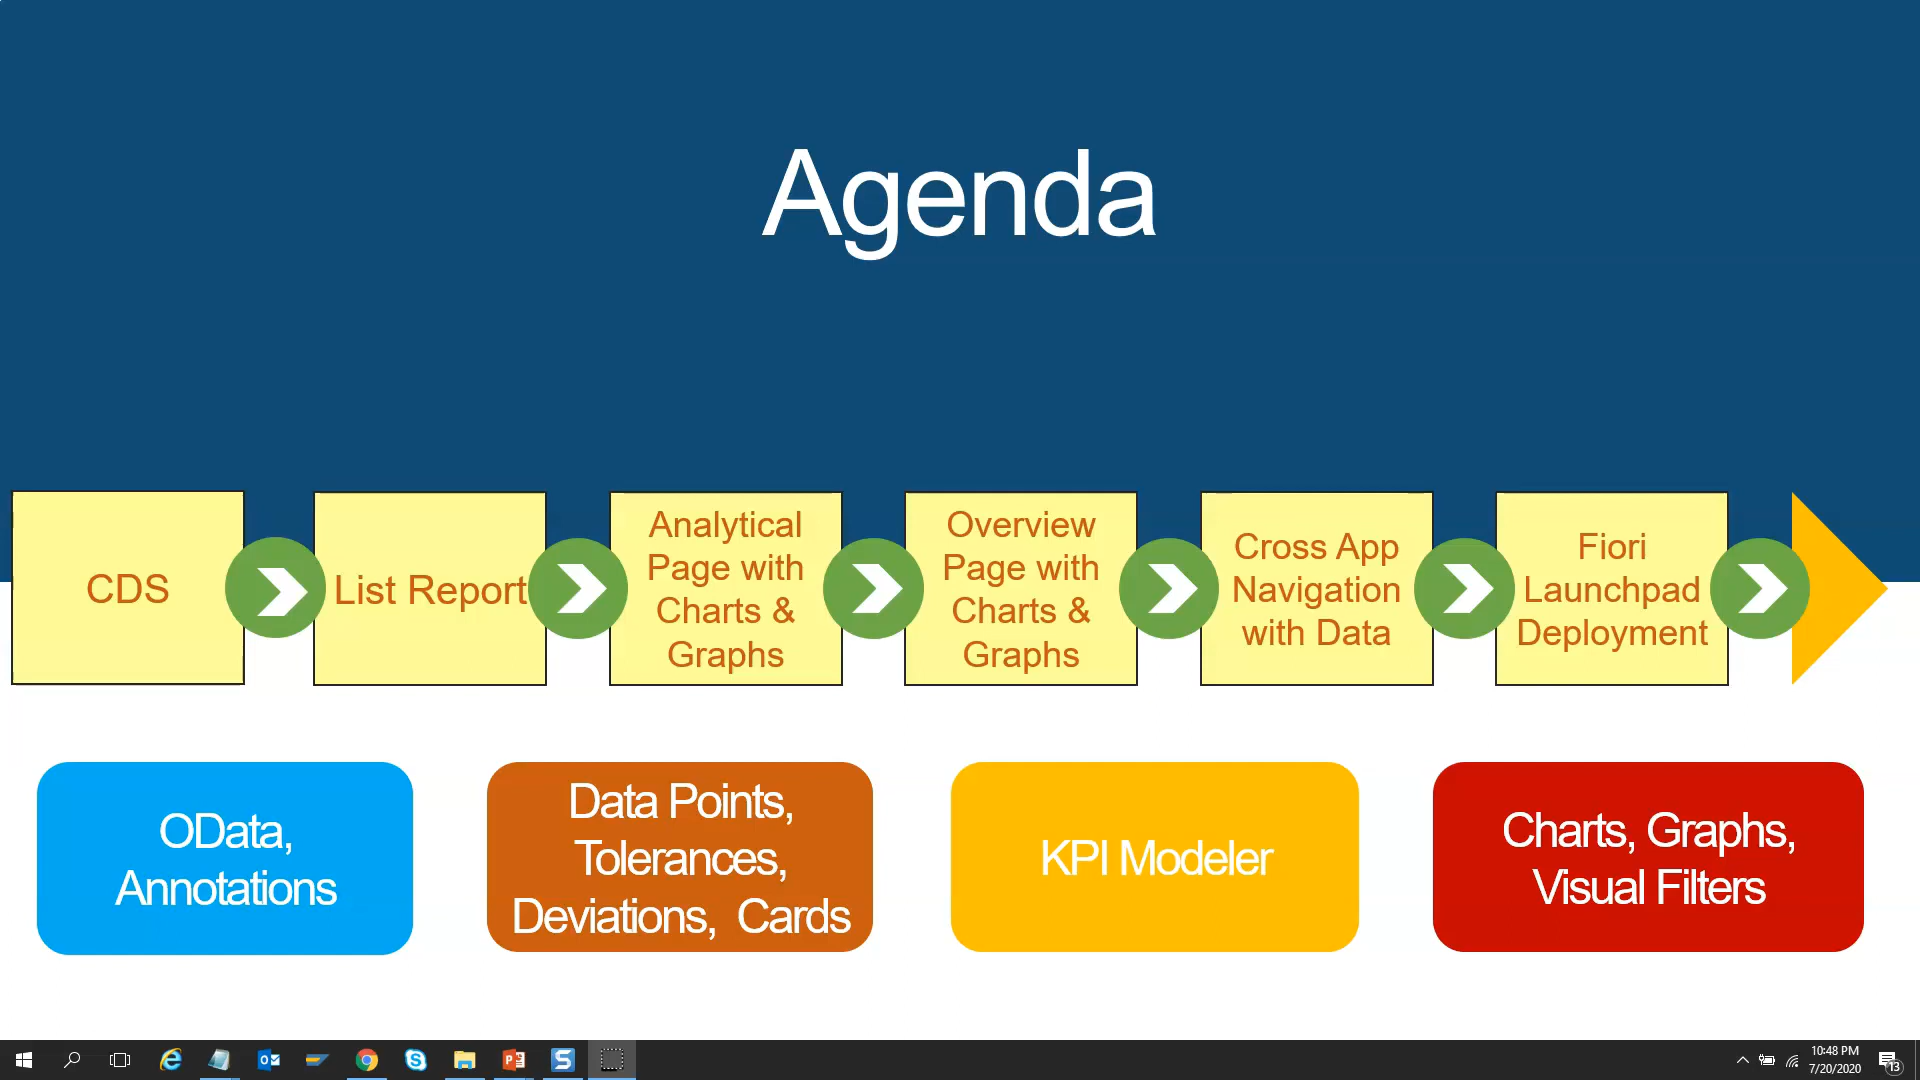 Agenda
CDS
List Report
Analytical
Page with
Charts &
Graphs
Overview
Page with
Charts &
Graphs
Cross App
Navigation
with Data
Fiori
Launchpad
Deployment
OData,
Annotations
Data Points,
Tolerances,
Deviations, Cards
KPI Modeler
Charts, Graphs,
Visual Filters
10:48 PM
7/20/2020
13